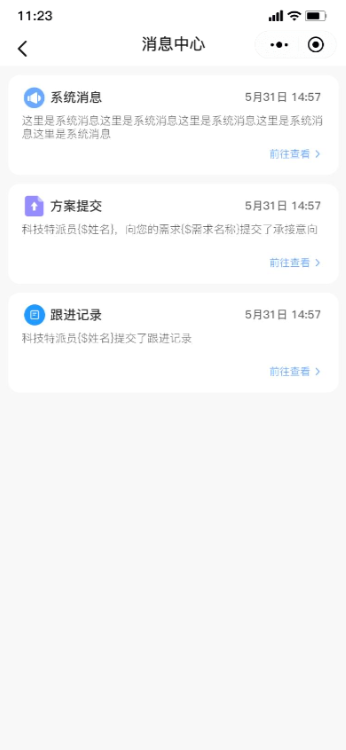 11:23
消息中心
系统消息 5月31日 14:57
这里是系统消息这里是系统消息这里是系统消息这里是系统消
息这里是系统消息
前往查看
方案提交 5月31日 14:57
科技特派员{$姓名}，向您的需求{$需求名称}提交了承接意向
前往查看
跟进记录 5月31日 14:57
科技特派员{$姓名}提交了跟进记录
前往查看